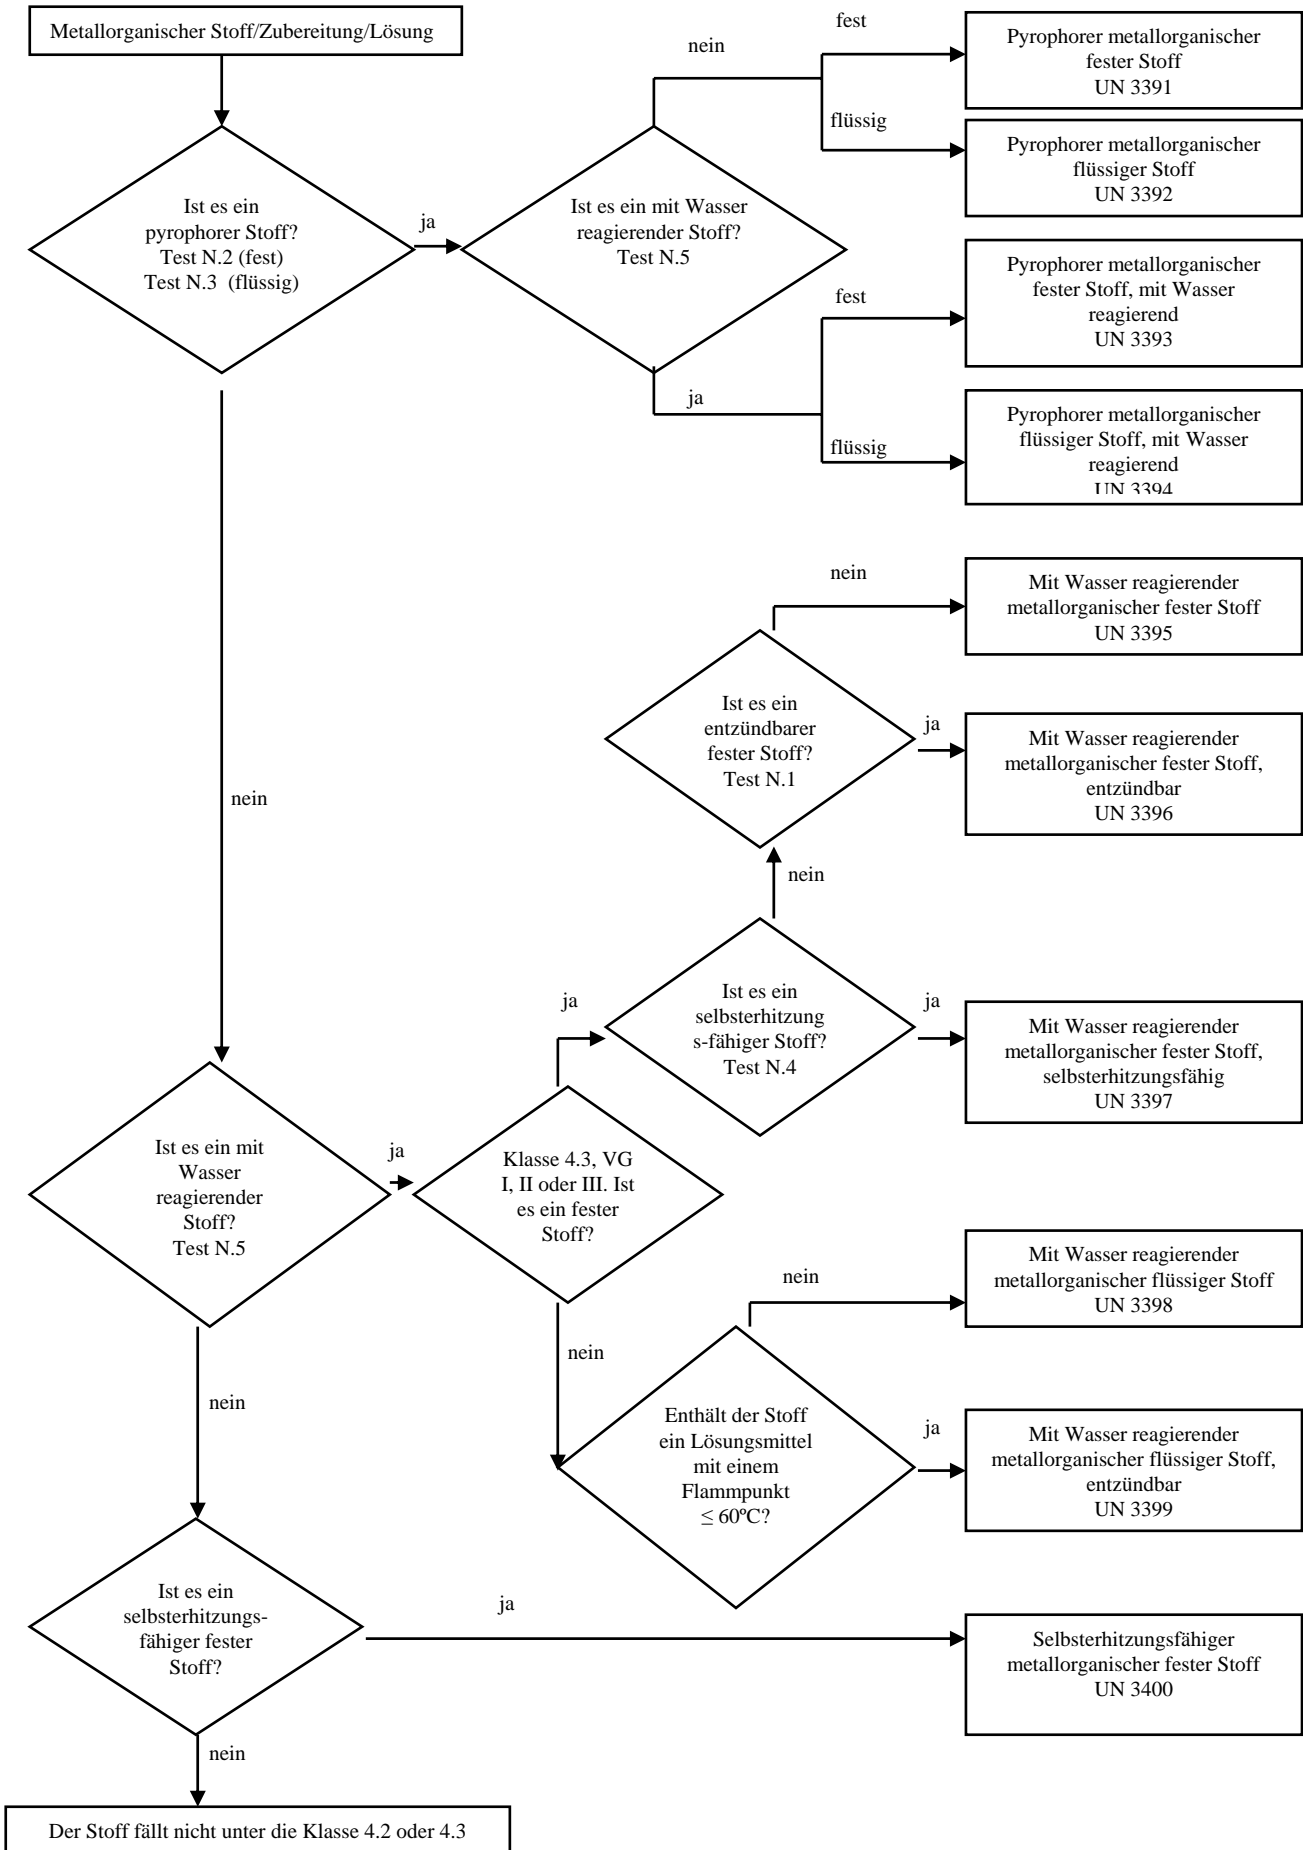 Metallorganischer Stoff/Zubereitung/Lösung
nein
fest
Pyrophorer metallorganischer
fester Stoff
UN 3391
flüssig
Pyrophorer metallorganischer
flüssiger Stoff
UN 3392
Ist es ein
pyrophorer Stoff?
Test N.2 (fest)
Test N.3 (flüssig)
ja
Ist es ein mit Wasser
reagierender Stoff?
Test N.5
fest
Pyrophorer metallorganischer
fester Stoff, mit Wasser
reagierend
UN 3393
ja
flüssig
Pyrophorer metallorganischer
flüssiger Stoff, mit Wasser
reagierend
UN 3394
nein
Mit Wasser reagierender
metallorganischer fester Stoff
UN 3395
Ist es ein
entzündbarer
fester Stoff?
Test N.1
ja
Mit Wasser reagierender
metallorganischer fester Stoff,
entzündbar
UN 3396
nein
nein
ja
Ist es ein
selbsterhitzung
s-fähiger Stoff?
Test N.4
ja
Mit Wasser reagierender
metallorganischer fester Stoff,
selbsterhitzungsfähig
UN 3397
Ist es ein mit
Wasser
reagierender
Stoff?
Test N.5
ja
Klasse 4.3, VG
I, II oder III. Ist
es ein fester
Stoff?
nein
Mit Wasser reagierender
metallorganischer flüssiger Stoff
UN 3398
nein
nein
Enthält der Stoff
ein Lösungsmittel
mit einem
Flammpunkt
≤ 60ºC?
ja
Mit Wasser reagierender
metallorganischer flüssiger Stoff,
entzündbar
UN 3399
Ist es ein
selbsterhitzungs-
fähiger fester
Stoff?
ja
Selbsterhitzungsfähiger
metallorganischer fester Stoff
UN 3400
nein
Der Stoff fällt nicht unter die Klasse 4.2 oder 4.3